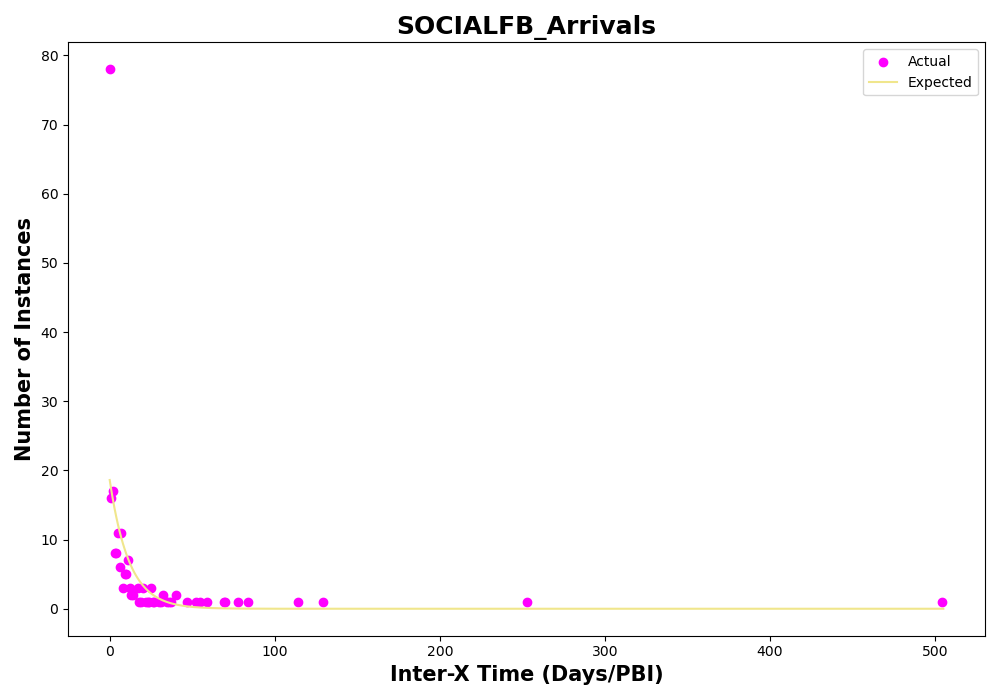 SOCIALFB_Arrivals
Actual
Expected
Number of Instances
80
70
60
50
40
30
20
10
0
0 100 200 300 400 500
Inter-X Time (Days/PBI)